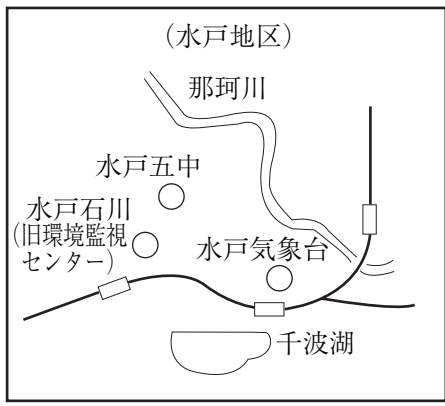 （水戸地区）
那珂川
水戸五中
水戸石川
（旧環境監視
センター）
水戸気象台
千波湖